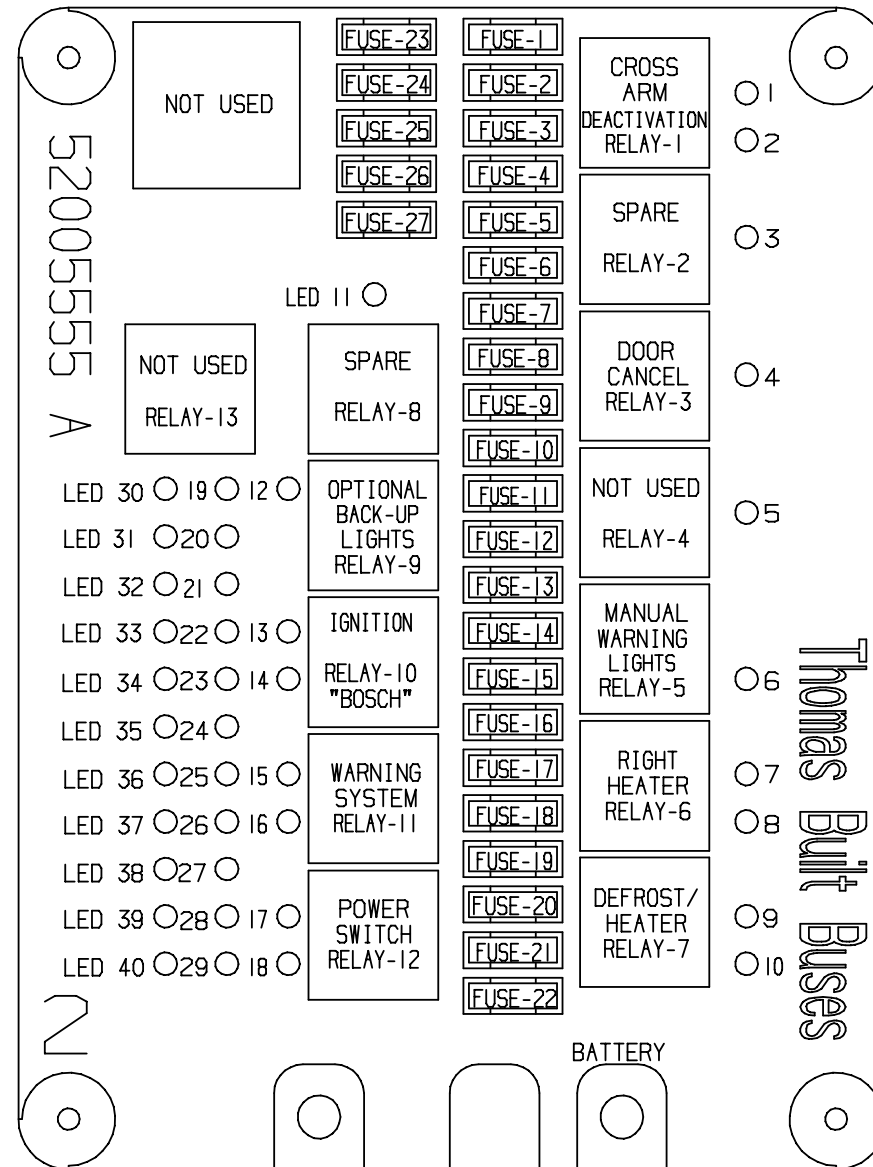 NOT USED
FUSE-23
FUSE-24
FUSE-25
FUSE-26
FUSE-27
FUSE-1
FUSE-2
FUSE-3
FUSE-4
FUSE-5
FUSE-6
FUSE-7
FUSE-8
FUSE-9
FUSE-10
FUSE-11
FUSE-12
FUSE-13
FUSE-14
FUSE-15
FUSE-16
FUSE-17
FUSE-18
FUSE-19
FUSE-20
FUSE-21
FUSE-22
CROSS
ARM
DEACTIVATION
RELAY-1
SPARE
RELAY-2
DOOR
CANCEL
RELAY-3
NOT USED
RELAY-4
MANUAL
WARNING
LIGHTS
RELAY-5
RIGHT
HEATER
RELAY-6
DEFROST/
HEATER
RELAY-7
1
2
3
4
5
6
7
8
9
10
52005555 A
LED 11
NOT USED
RELAY-13
SPARE
RELAY-8
OPTIONAL
BACK-UP
LIGHTS
RELAY-9
IGNITION
RELAY-10
"BOSCH"
WARNING
SYSTEM
RELAY-11
POWER
SWITCH
RELAY-12
LED 30 19 12
LED 31 20
LED 32 21
LED 33 22 13
LED 34 23 14
LED 35 24
LED 36 25 15
LED 37 26 16
LED 38 27
LED 39 28 17
LED 40 29 18
2
BATTERY
Thomas Built Buses